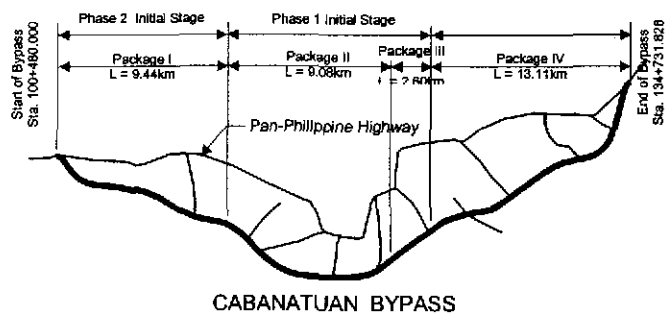 Phase 2 Initial Stage
Phase 1 Initial Stage
Package I
L = 9.44km
Package II
L = 9.08km
Package III
= 2.60km
Package IV
L = 13.11km
Start of Bypass
Sta. 100+480.000
End of Bypass
Sta. 134+731.828
Pan-Philippine Highway
CABANATUAN BYPASS